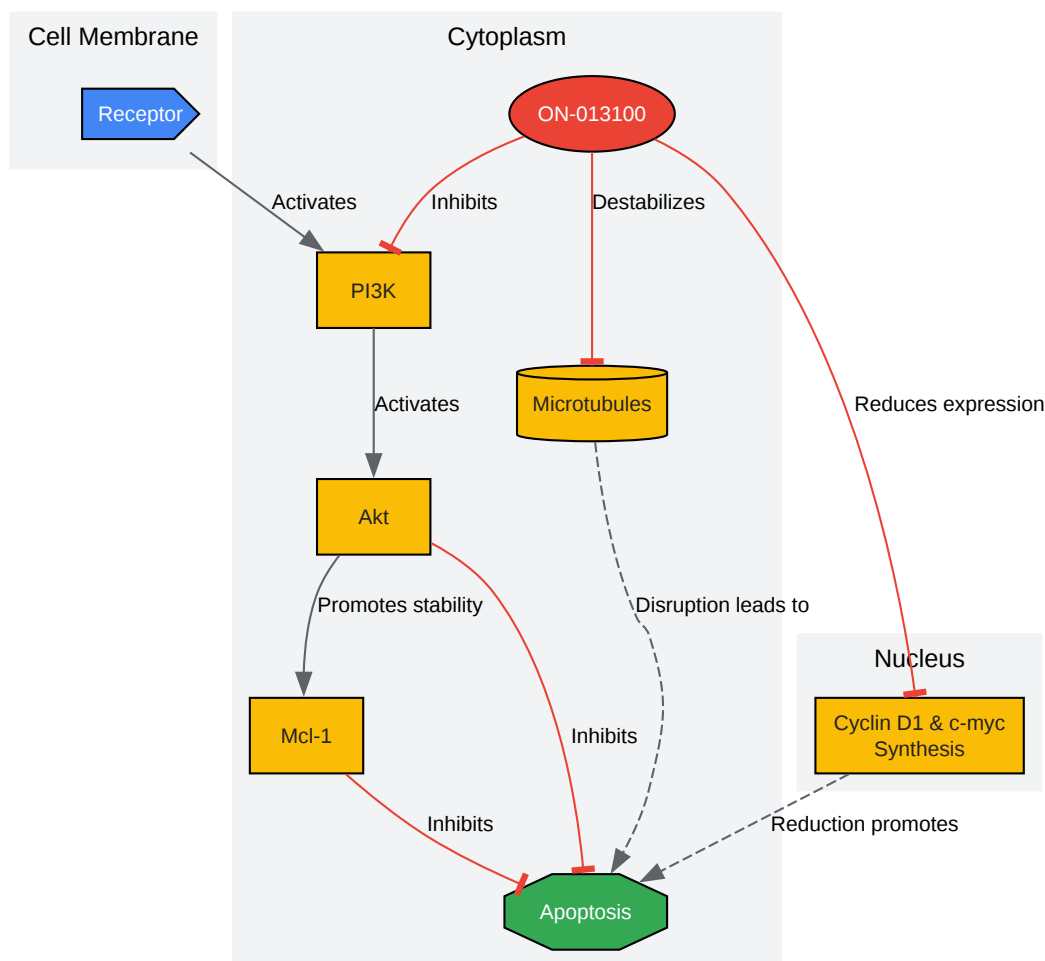 Cell Membrane
Cytoplasm
Receptor
ON-013100
Activates
Inhibits
Destabilizes
PI3K
Activates
Microtubules
Reduces expression
Akt
Promotes stability
Disruption leads to
Nucleus
Mcl-1
Inhibits
Cyclin D1 & c-myc
Synthesis
Inhibits
Reduction promotes
Apoptosis